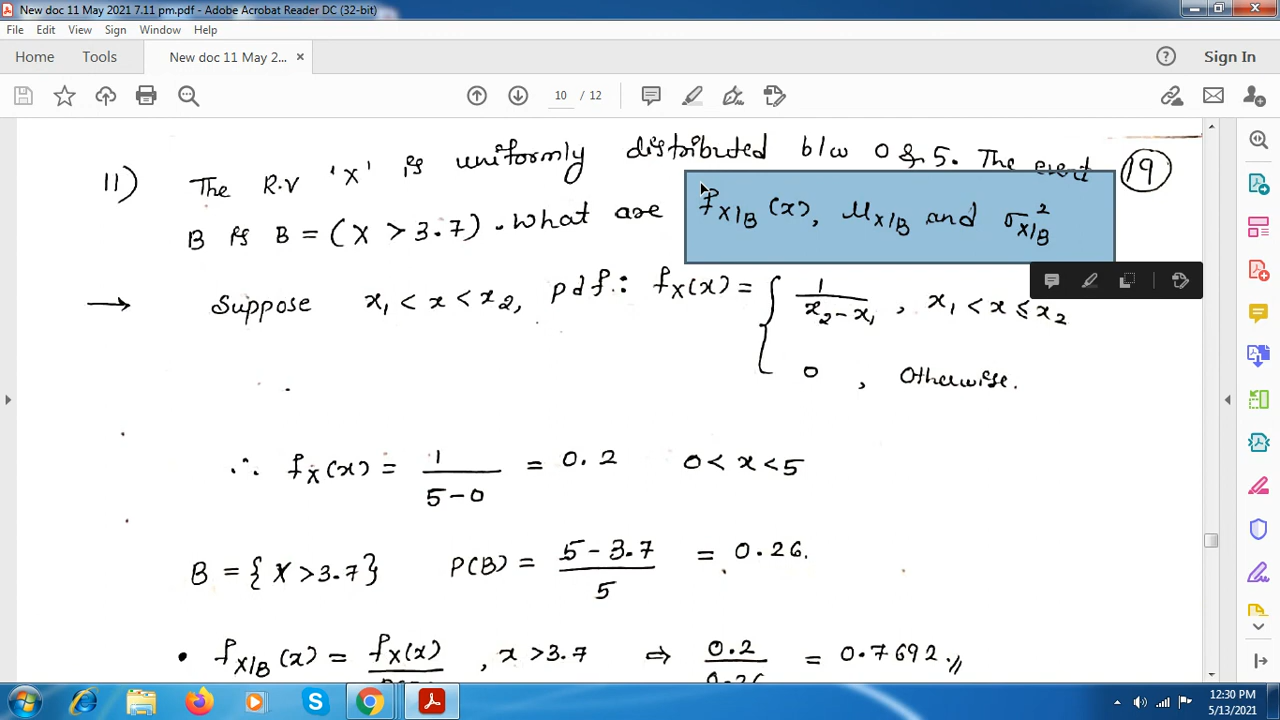 New doc 11 May 2021 7.11 pm.pdf - Adobe Acrobat Reader DC (32-bit)
File Edit View Sign Window Help
Home Tools New doc 11 May 2... × Sign In
10 / 12
11) The R.V 'X' is uniformly distributed b/w 0 & 5. The event 19
B is B = (X > 3.7). What are f_{X|B}(x), μ_{X|B} and σ²_{X|B}
→ Suppose x₁ < x < x₂, pdf: f_X(x) = { 1/(x₂ - x₁) , x₁ < x ≤ x₂
0 , Otherwise.
∴ f_X(x) = 1/(5-0) = 0.2 0 < x < 5
B = {X > 3.7} P(B) = (5 - 3.7)/5 = 0.26.
• f_{X|B}(x) = f_X(x) , x > 3.7 ⇒ 0.2/0.26 = 0.7692.//
12:30 PM
5/13/2021